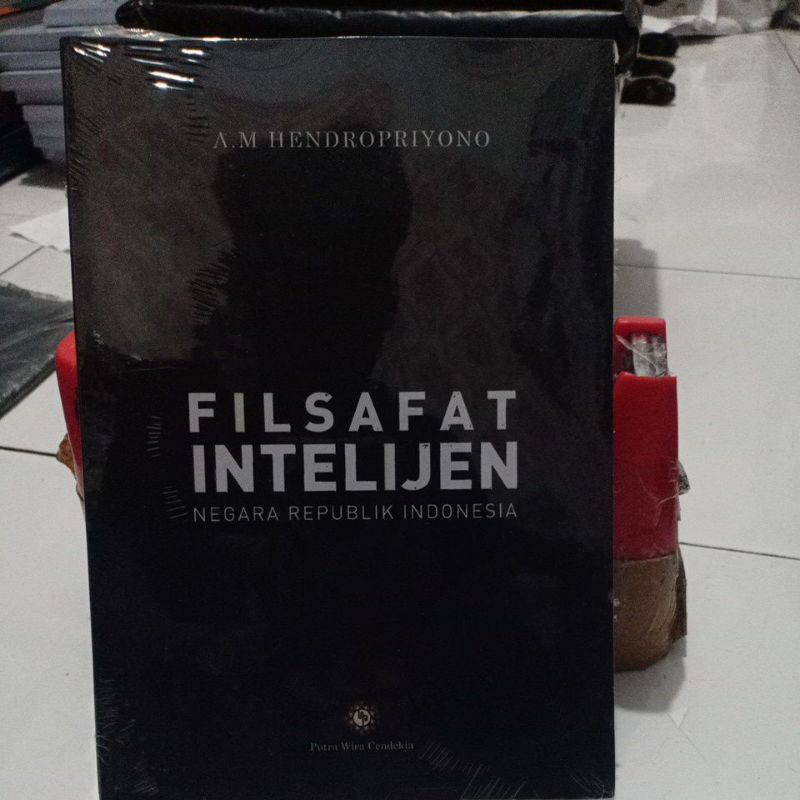 A.M HENDROPRIYONO
FILSAFAT
INTELIJEN
NEGARA REPUBLIK INDONESIA
Putra Wira Cendekia